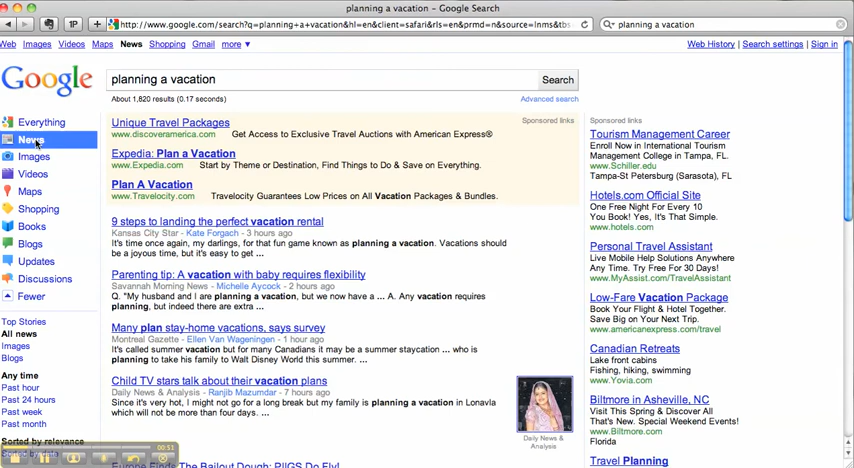 planning a vacation - Google Search
http://www.google.com/search?q=planning+a+vacation&hl=en&client=safari&rls=en&prmd=n&source=lnms&tbs
planning a vacation
Web Images Videos Maps News Shopping Gmail more ▼
Web History | Search settings | Sign in
Google
planning a vacation
Search
About 1,820 results (0.17 seconds)
Advanced search
Everything
News
Images
Videos
Maps
Shopping
Books
Blogs
Updates
Discussions
Fewer
Top Stories
All news
Images
Blogs
Any time
Past hour
Past 24 hours
Past week
Past month
Sorted by relevance
Sorted by date
00:51
Unique Travel Packages
Sponsored links
www.discoveramerica.com Get Access to Exclusive Travel Auctions with American Express®
Expedia: Plan a Vacation
www.Expedia.com Start by Theme or Destination, Find Things to Do & Save on Everything.
Plan A Vacation
www.Travelocity.com Travelocity Guarantees Low Prices on All Vacation Packages & Bundles.
9 steps to landing the perfect vacation rental
Kansas City Star - Kate Forgach - 3 hours ago
It's time once again, my darlings, for that fun game known as planning a vacation. Vacations should
be a joyous time, but it's easy to get ...
Parenting tip: A vacation with baby requires flexibility
Savannah Morning News - Michelle Aycock - 2 hours ago
Q. "My husband and I are planning a vacation, but we now have a ... A. Any vacation requires
planning, but indeed there are extra ...
Many plan stay-home vacations, says survey
Montreal Gazette - Ellen Van Wageningen - 1 hour ago
It's called summer vacation but for many Canadians it may be a summer staycation ... who is
planning to take his family to Walt Disney World this summer. ...
Child TV stars talk about their vacation plans
Daily News & Analysis - Ranjib Mazumdar - 7 hours ago
Since it's very hot, I might not go for a long break but my family is planning a vacation in Lonavla
which will not be more than four days. ...
Daily News &
Analysis
Europe Finds The Bailout Dough: PIIGS Do Fly!
Sponsored links
Tourism Management Career
Enroll Now in International Tourism
Management College in Tampa, FL.
www.Schiller.edu
Tampa-St Petersburg (Sarasota), FL
Hotels.com Official Site
One Free Night For Every 10
You Book! Yes, It's That Simple.
www.hotels.com
Personal Travel Assistant
Live Mobile Help Solutions Anywhere
Any Time. Try Free For 30 Days!
www.MyAssist.com/TravelAssistant
Low-Fare Vacation Package
Book Your Flight & Hotel Together.
Save Big on Your Next Trip.
www.americanexpress.com/travel
Canadian Retreats
Lake front cabins
Fishing, hiking, swimming
www.Yovia.com
Biltmore in Asheville, NC
Visit This Spring & Discover All
That's New. Special Weekend Events!
www.Biltmore.com
Florida
Travel Planning